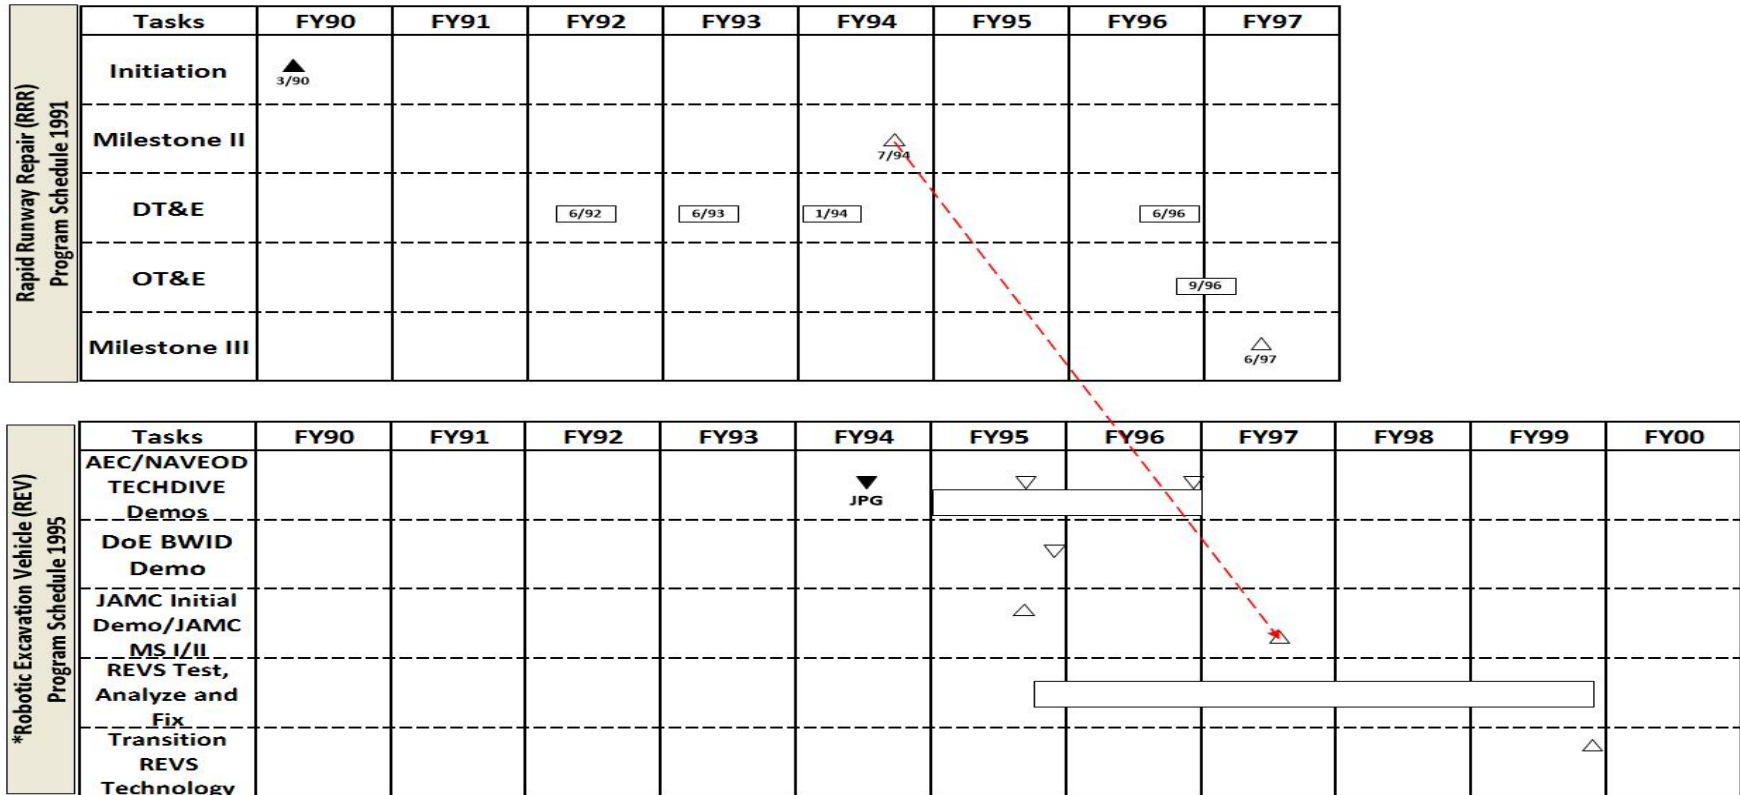 Rapid Runway Repair (RRR)
Program Schedule 1991
Tasks FY90 FY91 FY92 FY93 FY94 FY95 FY96 FY97
Initiation
3/90
Milestone II
7/94
DT&E 6/92 6/93 1/94 6/96
OT&E 9/96
Milestone III
6/97
*Robotic Excavation Vehicle (REV)
Program Schedule 1995
Tasks FY90 FY91 FY92 FY93 FY94 FY95 FY96 FY97 FY98 FY99 FY00
AEC/NAVEOD
TECHDIVE
Demos
JPG
DoE BWID
Demo
JAMC Initial
Demo/JAMC
MS I/II
REVS Test,
Analyze and
Fix
Transition
REVS
Technology